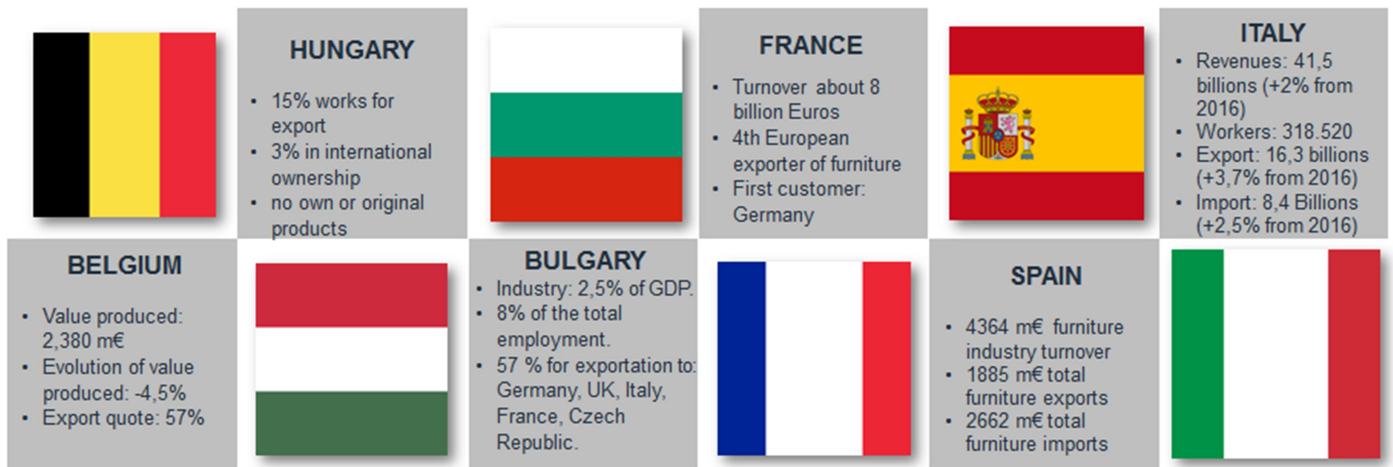 HUNGARY
• 15% works for
export
• 3% in international
ownership
• no own or original
products
FRANCE
• Turnover about 8
billion Euros
• 4th European
exporter of furniture
• First customer:
Germany
ITALY
• Revenues: 41,5
billions (+2% from
2016)
• Workers: 318.520
• Export: 16,3 billions
(+3,7% from 2016)
• Import: 8,4 Billions
(+2,5% from 2016)
BELGIUM
• Value produced:
2,380 m€
• Evolution of value
produced: -4,5%
• Export quote: 57%
BULGARY
• Industry: 2,5% of GDP.
• 8% of the total
employment.
• 57 % for exportation to:
Germany, UK, Italy,
France, Czech
Republic.
SPAIN
• 4364 m€ furniture
industry turnover
• 1885 m€ total
furniture exports
• 2662 m€ total
furniture imports